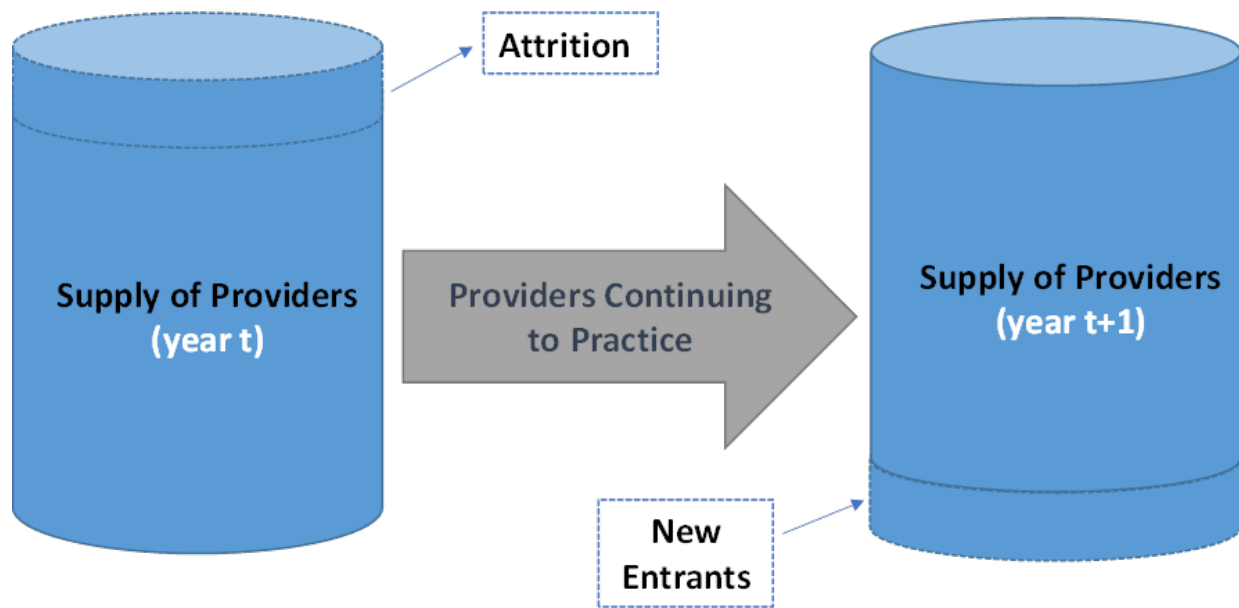 Attrition
Supply of Providers
(year t)
Providers Continuing
to Practice
Supply of Providers
(year t+1)
New
Entrants